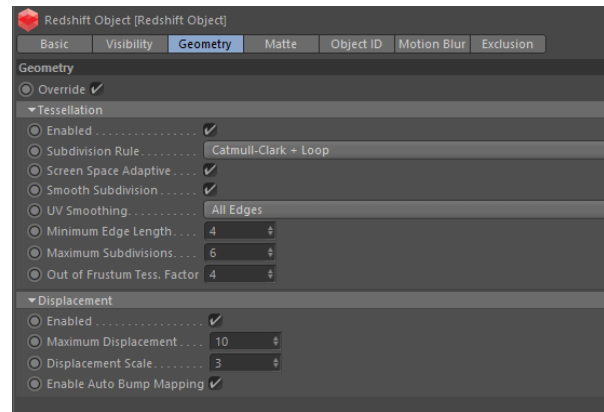 Redshift Object [Redshift Object]
Basic Visibility Geometry Matte Object ID Motion Blur Exclusion
Geometry
Override
Tessellation
Enabled . . . . . . . . . . . . . . . .
Subdivision Rule . . . . . . . . . Catmull-Clark + Loop
Screen Space Adaptive . . . .
Smooth Subdivision . . . . . .
UV Smoothing. . . . . . . . . . . All Edges
Minimum Edge Length. . . . 4
Maximum Subdivisions. . . . 6
Out of Frustum Tess. Factor 4
Displacement
Enabled . . . . . . . . . . . . . . . . .
Maximum Displacement . . . . 10
Displacement Scale. . . . . . . . 3
Enable Auto Bump Mapping